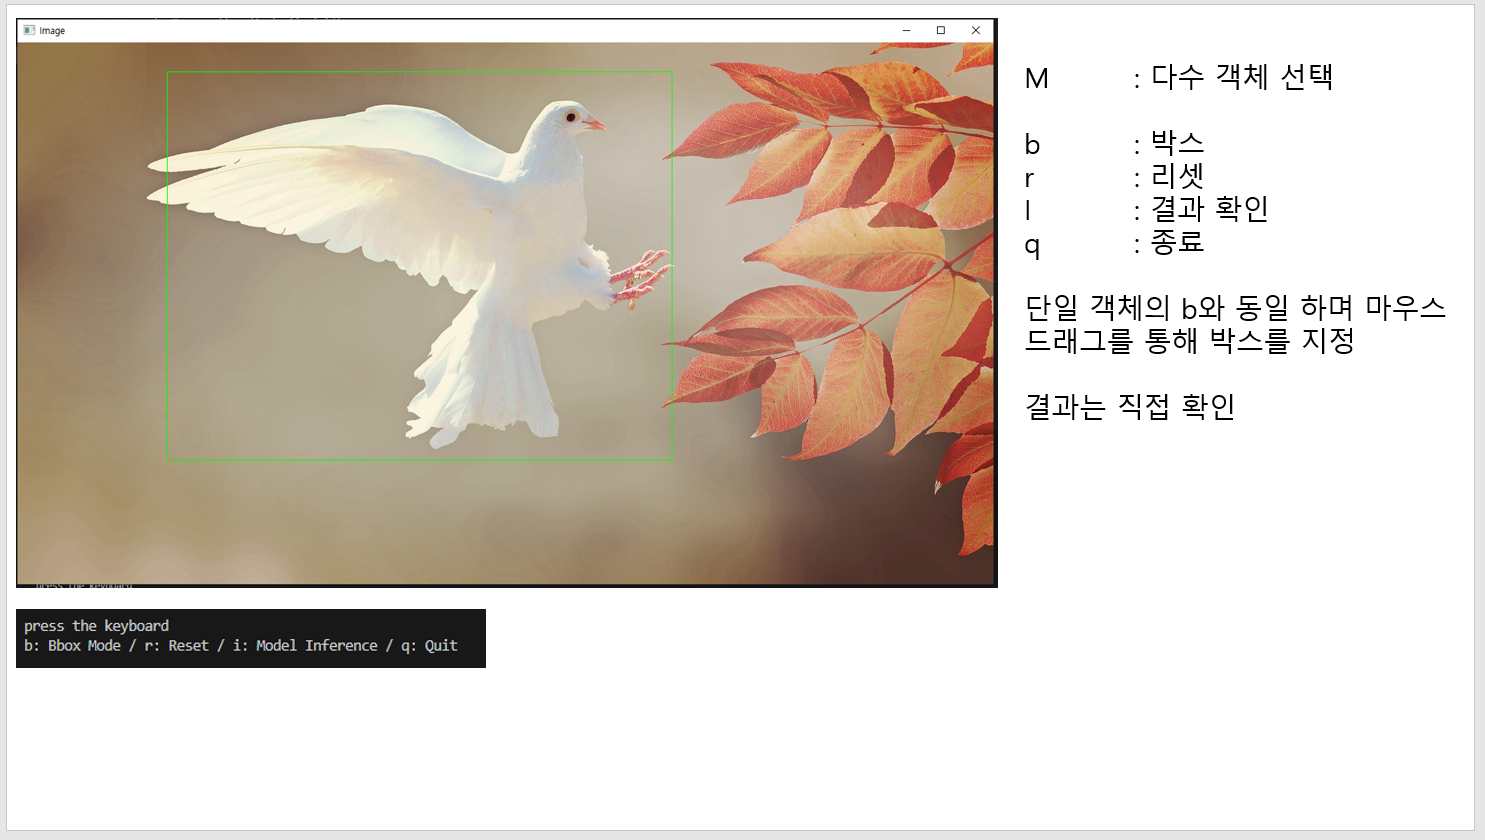 Image
M : 다수 객체 선택
b : 박스
r : 리셋
l : 결과 확인
q : 종료
단일 객체의 b와 동일 하며 마우스
드래그를 통해 박스를 지정
결과는 직접 확인
press the keyboard
press the keyboard
b: Bbox Mode / r: Reset / i: Model Inference / q: Quit